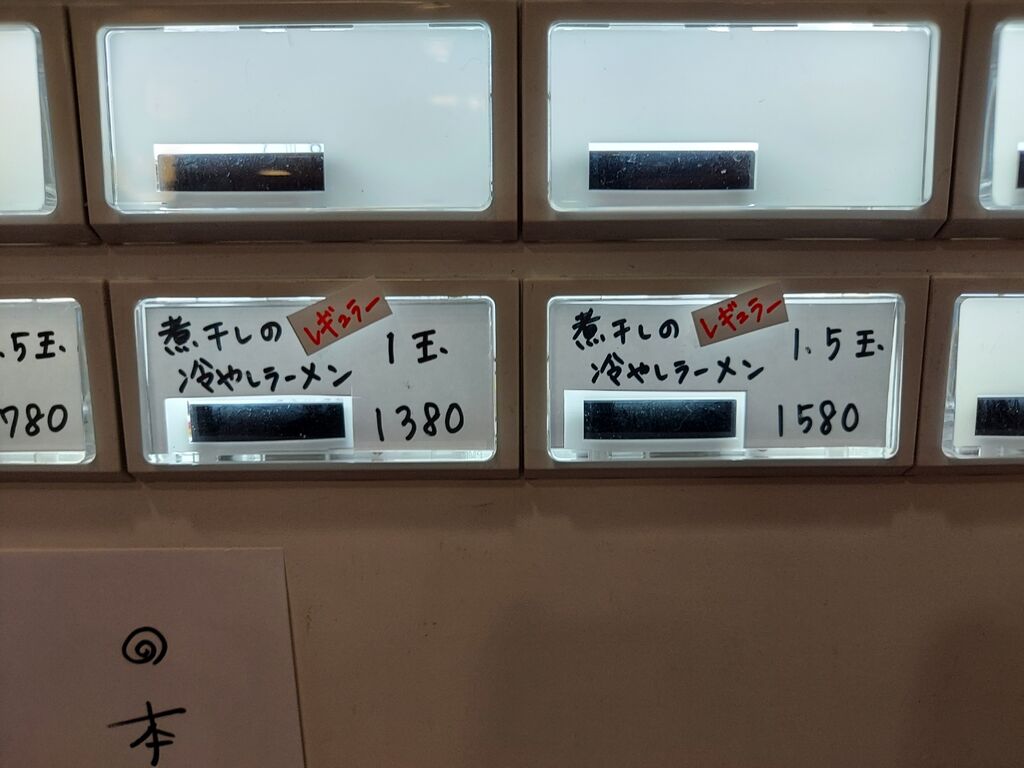 .5玉、
780
煮干しの
冷やしラーメン
レギュラー
1玉、
1380
煮干しの
冷やしラーメン
レギュラー
1.5玉、
1580
本